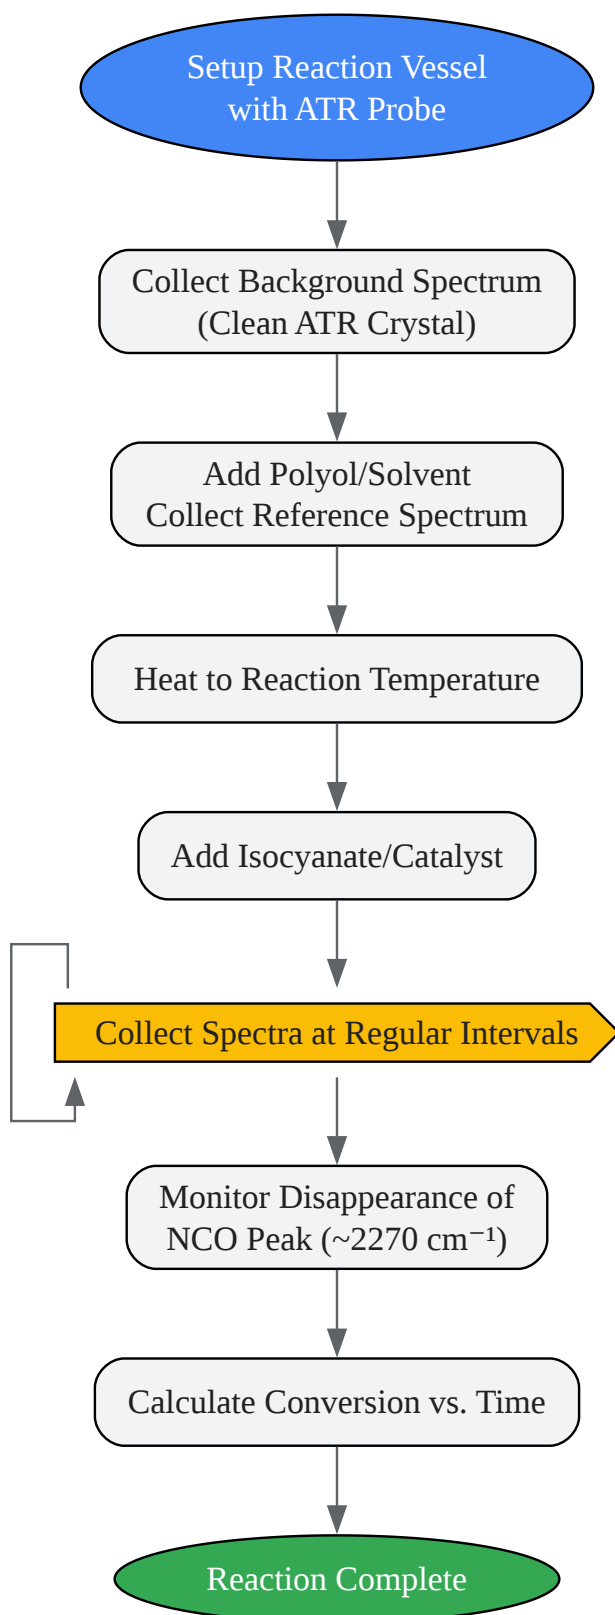 Setup Reaction Vessel
with ATR Probe
Collect Background Spectrum
(Clean ATR Crystal)
Add Polyol/Solvent
Collect Reference Spectrum
Heat to Reaction Temperature
Add Isocyanate/Catalyst
Collect Spectra at Regular Intervals
Monitor Disappearance of
NCO Peak (~2270 cm⁻¹)
Calculate Conversion vs. Time
Reaction Complete